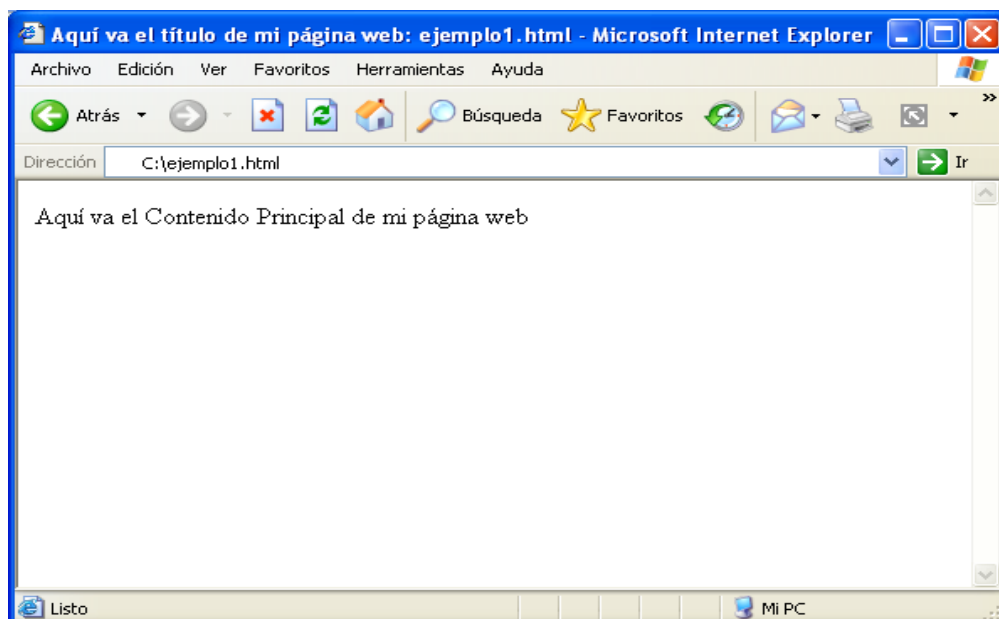 Aquí va el título de mi página web: ejemplo1.html - Microsoft Internet Explorer
Archivo Edición Ver Favoritos Herramientas Ayuda
Atrás Búsqueda Favoritos »
Dirección C:\ejemplo1.html Ir
Aquí va el Contenido Principal de mi página web
Listo Mi PC